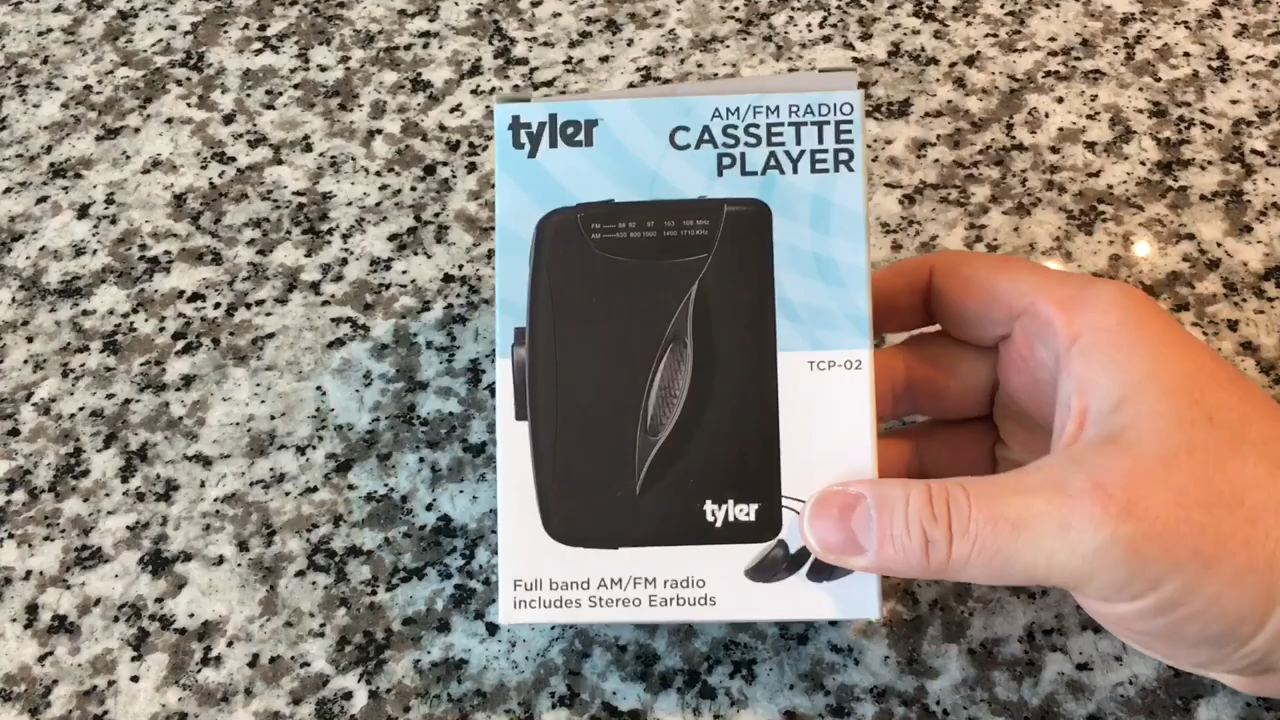 tyler
AM/FM RADIO
CASSETTE
PLAYER
FM ------ 88 92 97 103 108 MHz
AM ------530 600 1000 1400 1710 KHz
TCP-02
tyler
Full band AM/FM radio
includes Stereo Earbuds